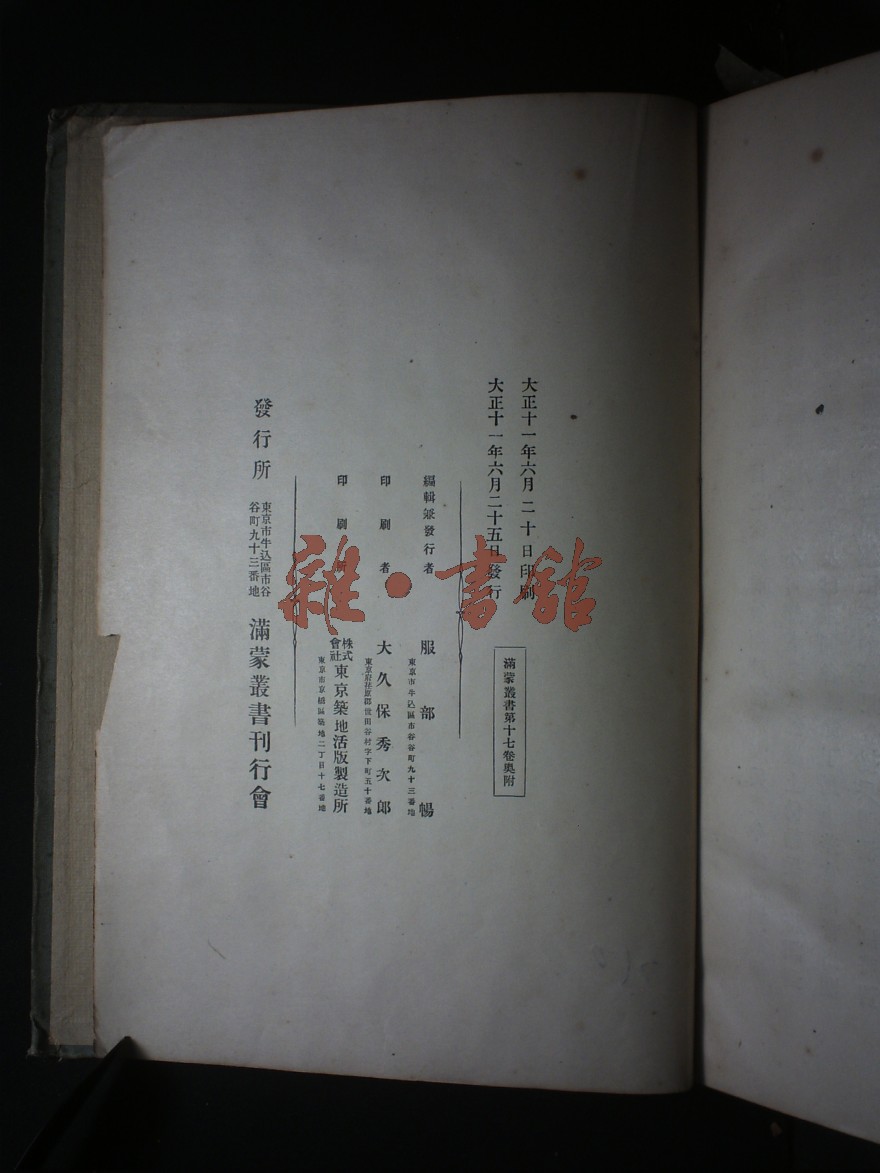 大正十一年六月二十日印刷
大正十一年六月二十五日發行
滿蒙叢書第十七卷奧附
編輯兼發行者
服部暢
東京市牛込區市谷谷町九十三番地
印刷者
大久保秀次郎
東京府荏原郡世田谷村字下町五十番地
印刷所
株式會社東京築地活版製造所
東京市京橋區築地二丁目十七番地
發行所
東京市牛込區市谷
谷町九十三番地
滿蒙叢書刊行會
雜·書館